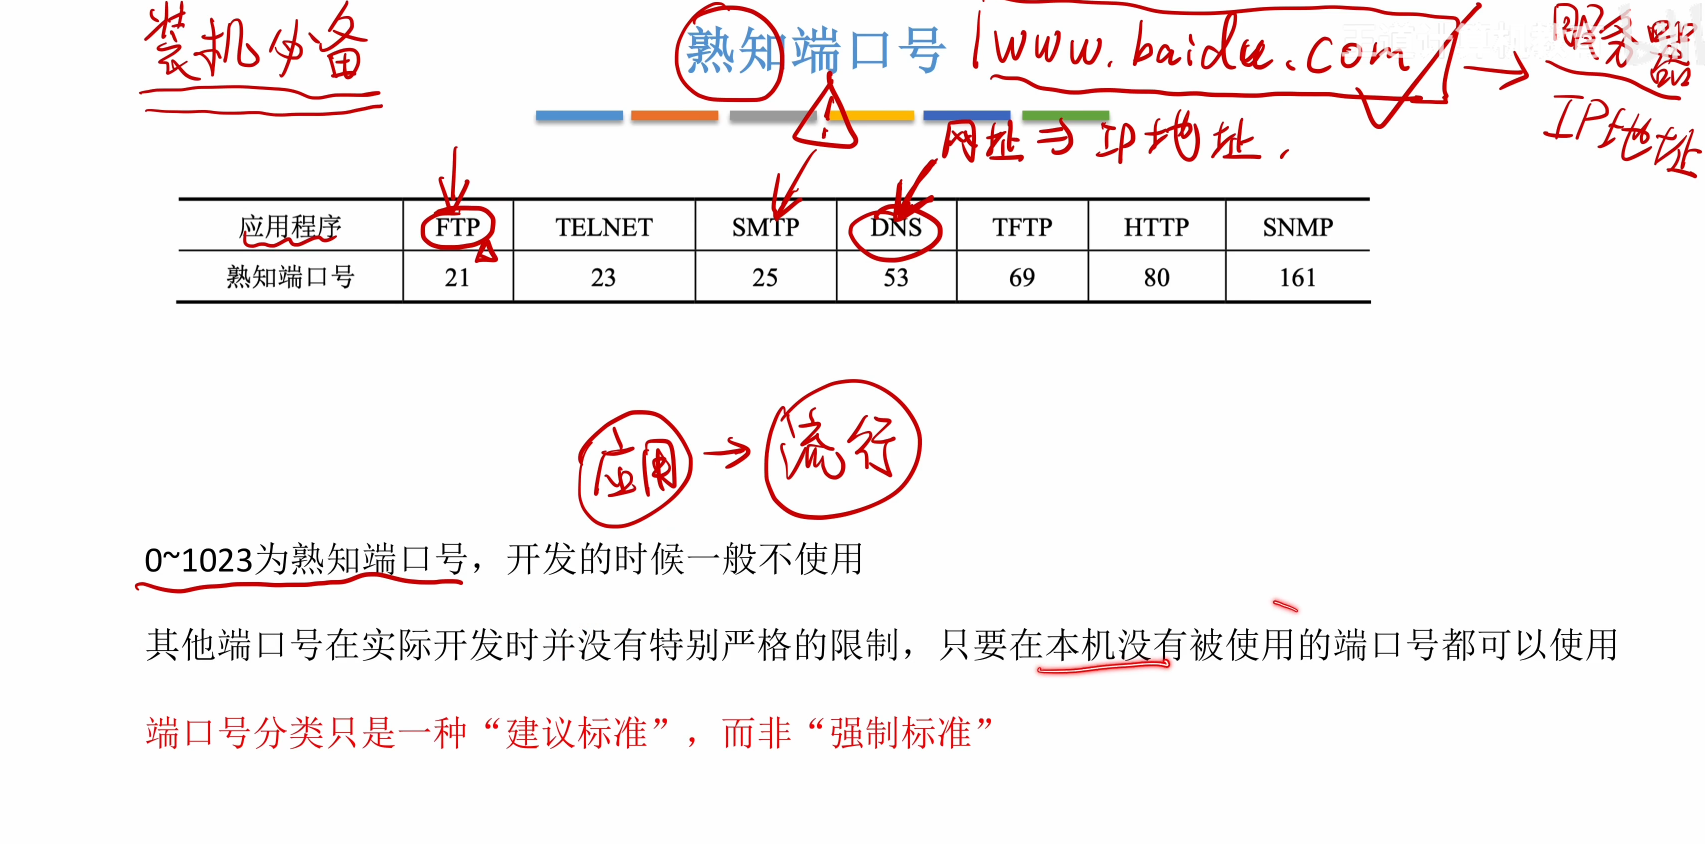 装机必备
熟知端口号
www.baidu.com → 服务器
IP地址
网址⇒IP地址.
应用程序 FTP TELNET SMTP DNS TFTP HTTP SNMP
熟知端口号 21 23 25 53 69 80 161
应用 → 流行
0~1023为熟知端口号，开发的时候一般不使用
其他端口号在实际开发时并没有特别严格的限制，只要在本机没有被使用的端口号都可以使用
端口号分类只是一种“建议标准”，而非“强制标准”